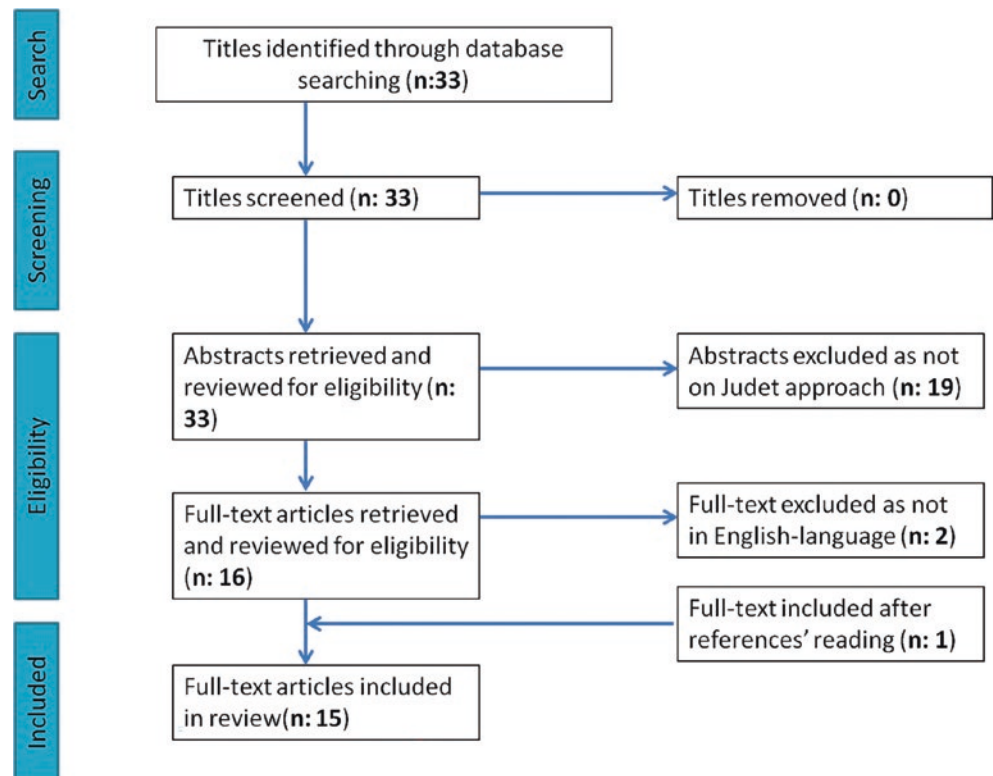 Search
Titles identified through database
searching (n:33)
Screening
Titles screened (n: 33)
Titles removed (n: 0)
Eligibility
Abstracts retrieved and
reviewed for eligibility (n:
33)
Abstracts excluded as not
on Judet approach (n: 19)
Full-text articles retrieved
and reviewed for eligibility
(n: 16)
Full-text excluded as not
in English-language (n: 2)
Full-text included after
references' reading (n: 1)
Included
Full-text articles included
in review(n: 15)